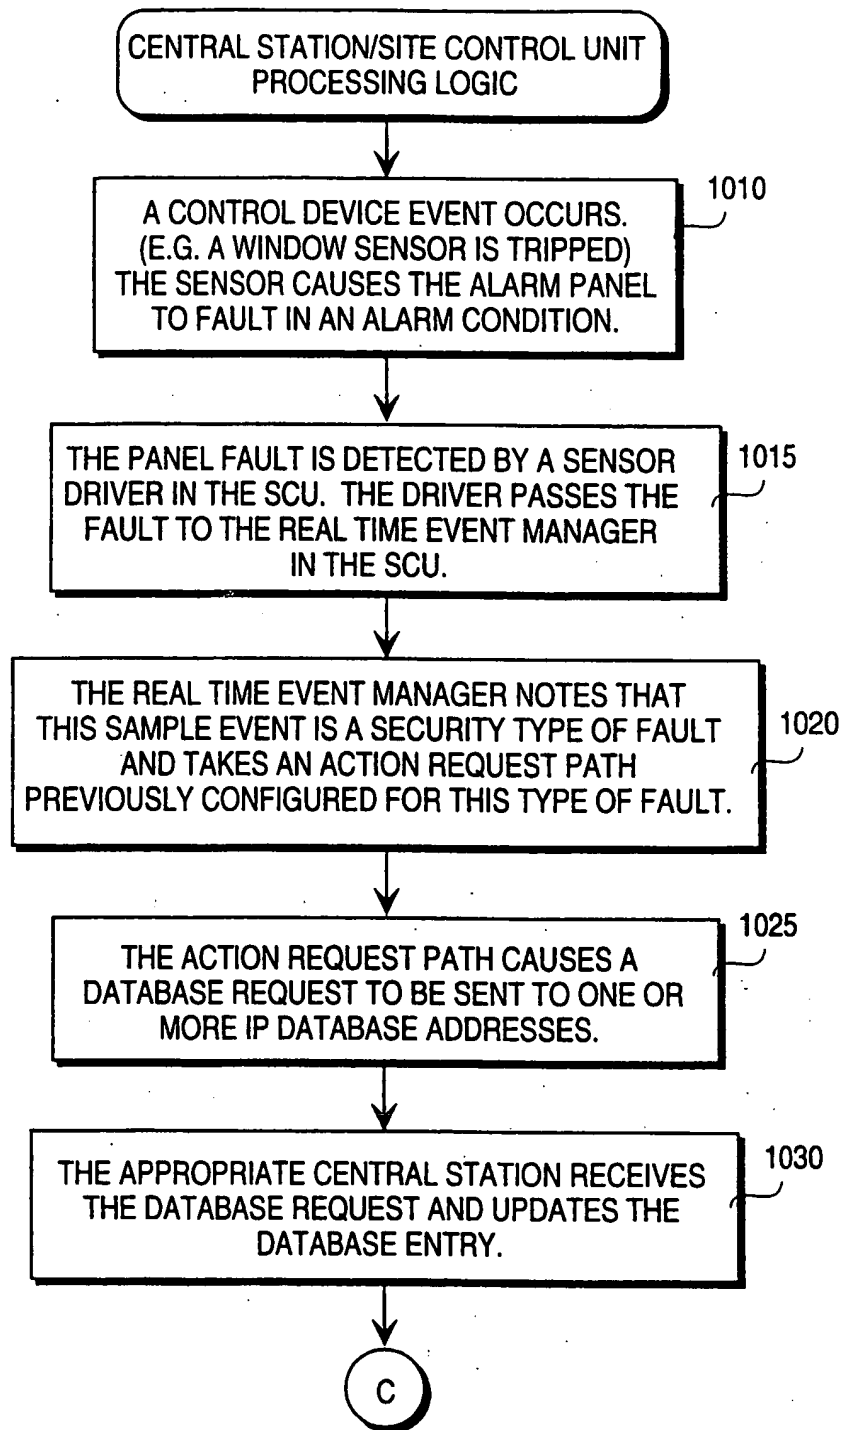 CENTRAL STATION/SITE CONTROL UNIT
PROCESSING LOGIC
1010
A CONTROL DEVICE EVENT OCCURS.
(E.G. A WINDOW SENSOR IS TRIPPED)
THE SENSOR CAUSES THE ALARM PANEL
TO FAULT IN AN ALARM CONDITION.
1015
THE PANEL FAULT IS DETECTED BY A SENSOR
DRIVER IN THE SCU. THE DRIVER PASSES THE
FAULT TO THE REAL TIME EVENT MANAGER
IN THE SCU.
1020
THE REAL TIME EVENT MANAGER NOTES THAT
THIS SAMPLE EVENT IS A SECURITY TYPE OF FAULT
AND TAKES AN ACTION REQUEST PATH
PREVIOUSLY CONFIGURED FOR THIS TYPE OF FAULT.
1025
THE ACTION REQUEST PATH CAUSES A
DATABASE REQUEST TO BE SENT TO ONE OR
MORE IP DATABASE ADDRESSES.
1030
THE APPROPRIATE CENTRAL STATION RECEIVES
THE DATABASE REQUEST AND UPDATES THE
DATABASE ENTRY.
C